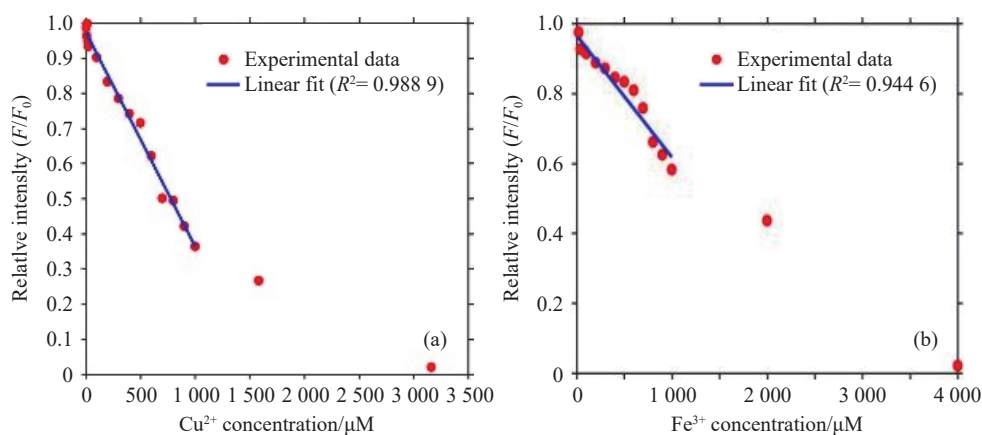 1.0
0.9
0.8
0.7
0.6
0.5
0.4
0.3
0.2
0.1
0
Relatlve intenslty (F/F₀)
Experimental data
Linear fit (R²= 0.988 9)
(a)
0 500 1 000 1 500 2 000 2 500 3 000 3 500
Cu²⁺ concentration/μM
1.0
0.8
0.6
0.4
0.2
0
Relatlve intenslty (F/F₀)
Experimental data
Linear fit (R²= 0.944 6)
(b)
0 1 000 2 000 3 000 4 000
Fe³⁺ concentration/μM